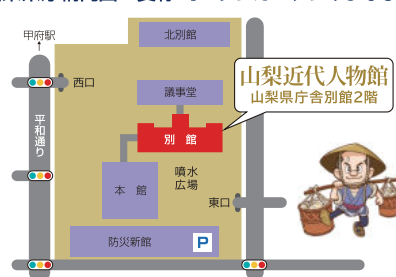 甲府駅
北別館
西口
議事堂
山梨近代人物館
山梨県庁舎別館2階
平和通り
別館
噴水
広場
本館
東口
防災新館
P